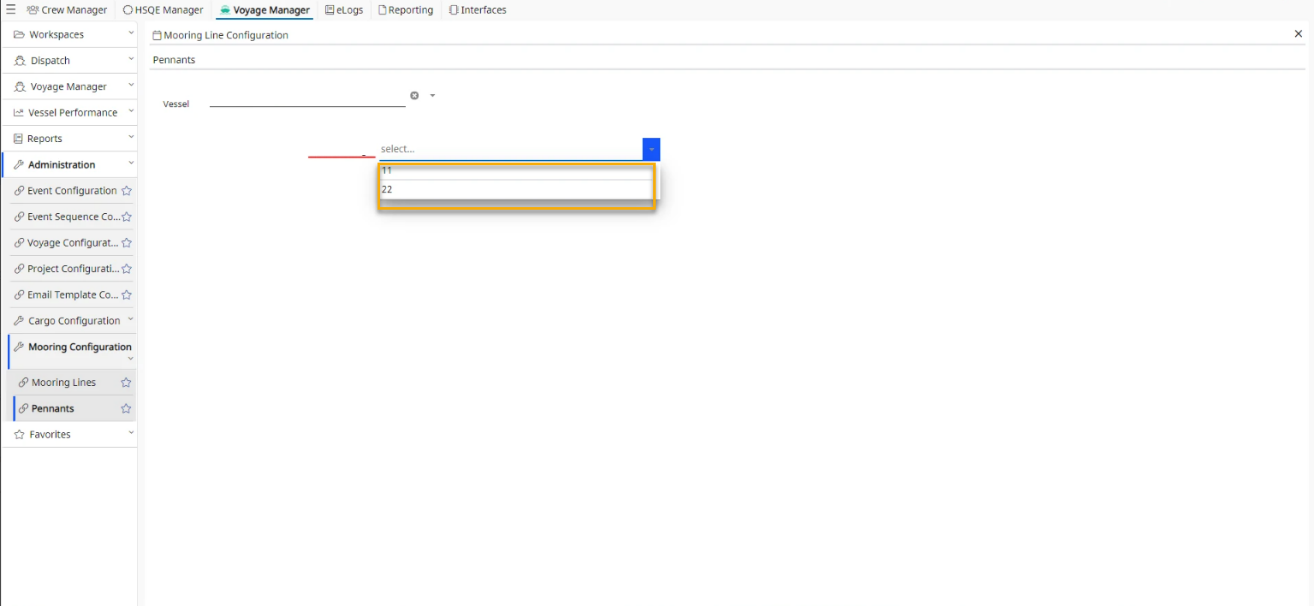 Crew Manager HSQE Manager Voyage Manager eLogs Reporting Interfaces
Workspaces
Dispatch
Voyage Manager
Vessel Performance
Reports
Administration
Event Configuration
Event Sequence Co...
Voyage Configurat...
Project Configurati...
Email Template Co...
Cargo Configuration
Mooring Configuration
Mooring Lines
Pennants
Favorites
Mooring Line Configuration
Pennants
Vessel
select...
11
22